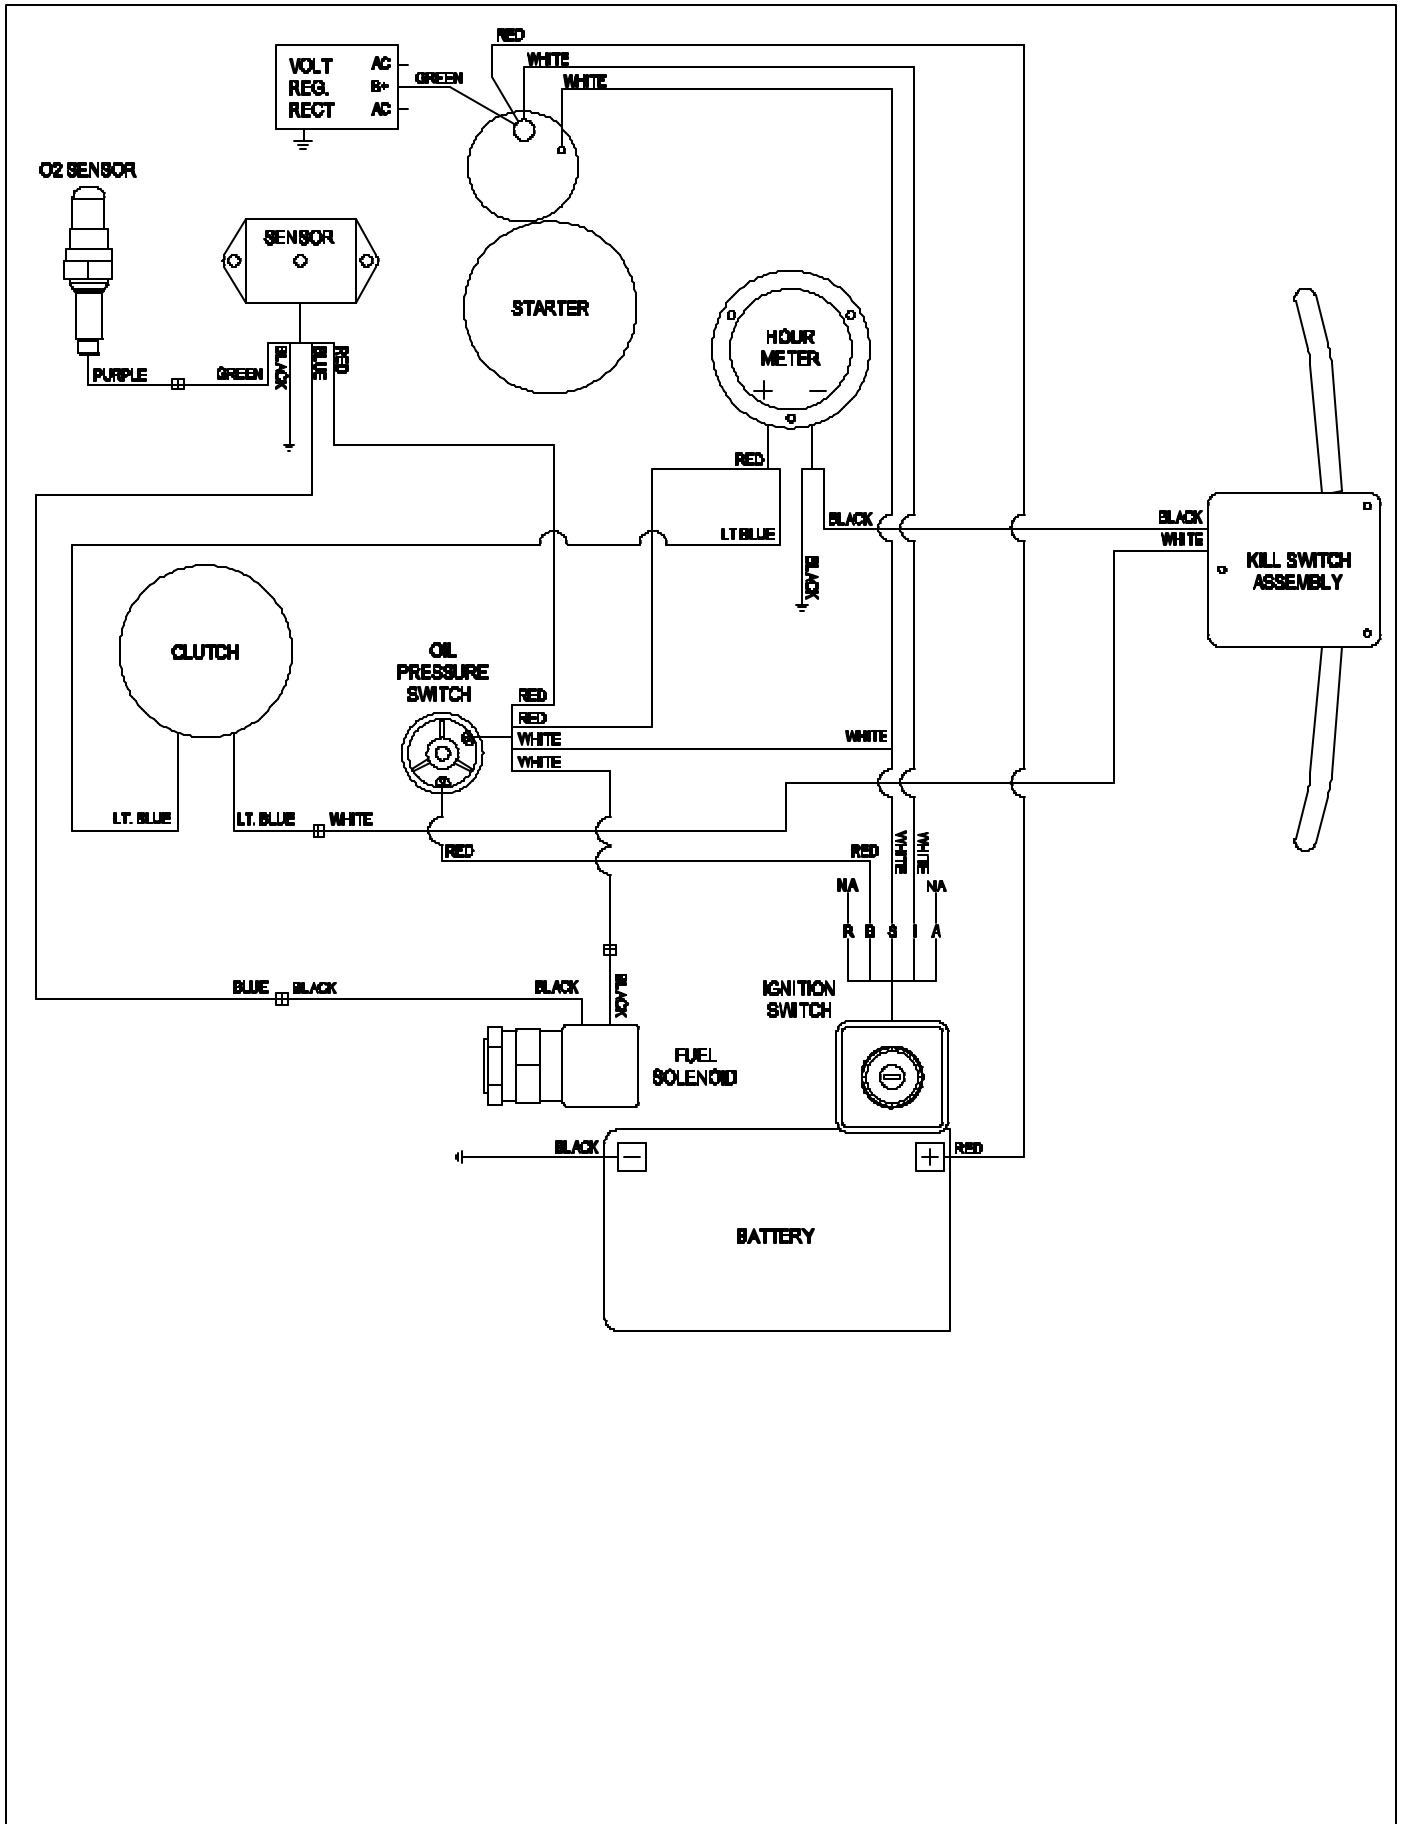 RED
WHITE
WHITE
VOLT AC
REG. B+
RECT AC
GREEN
O2 SENSOR
SENSOR
STARTER
HOUR
METER
+ −
PURPLE
GREEN
BLACK
BLUE
RED
RED
LT BLUE
BLACK
BLACK
BLACK
WHITE
KILL SWITCH
ASSEMBLY
CLUTCH
OIL
PRESSURE
SWITCH
RED
RED
WHITE
WHITE
WHITE
LT. BLUE
LT. BLUE
WHITE
RED
RED
WHITE
WHITE
NA
NA
R B S I A
BLUE
BLACK
BLACK
BLACK
IGNITION
SWITCH
FUEL
SOLENOID
BLACK
−
+
RED
BATTERY